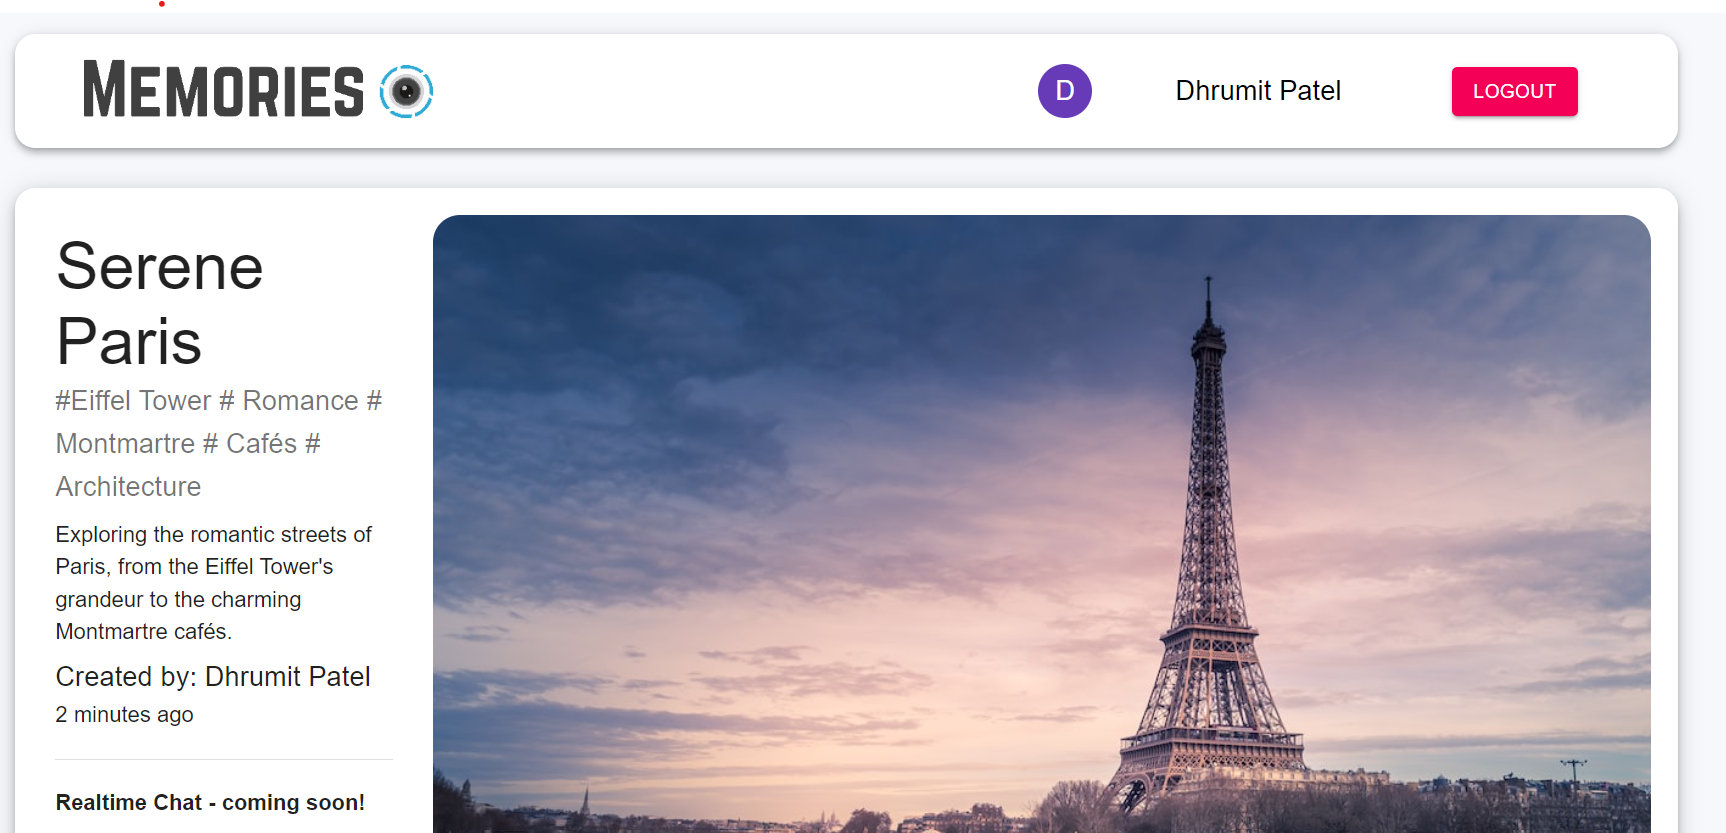 MEMORIES
D
Dhrumit Patel
LOGOUT
Serene
Paris
#Eiffel Tower # Romance #
Montmartre # Cafés #
Architecture
Exploring the romantic streets of
Paris, from the Eiffel Tower's
grandeur to the charming
Montmartre cafés.
Created by: Dhrumit Patel
2 minutes ago
Realtime Chat - coming soon!